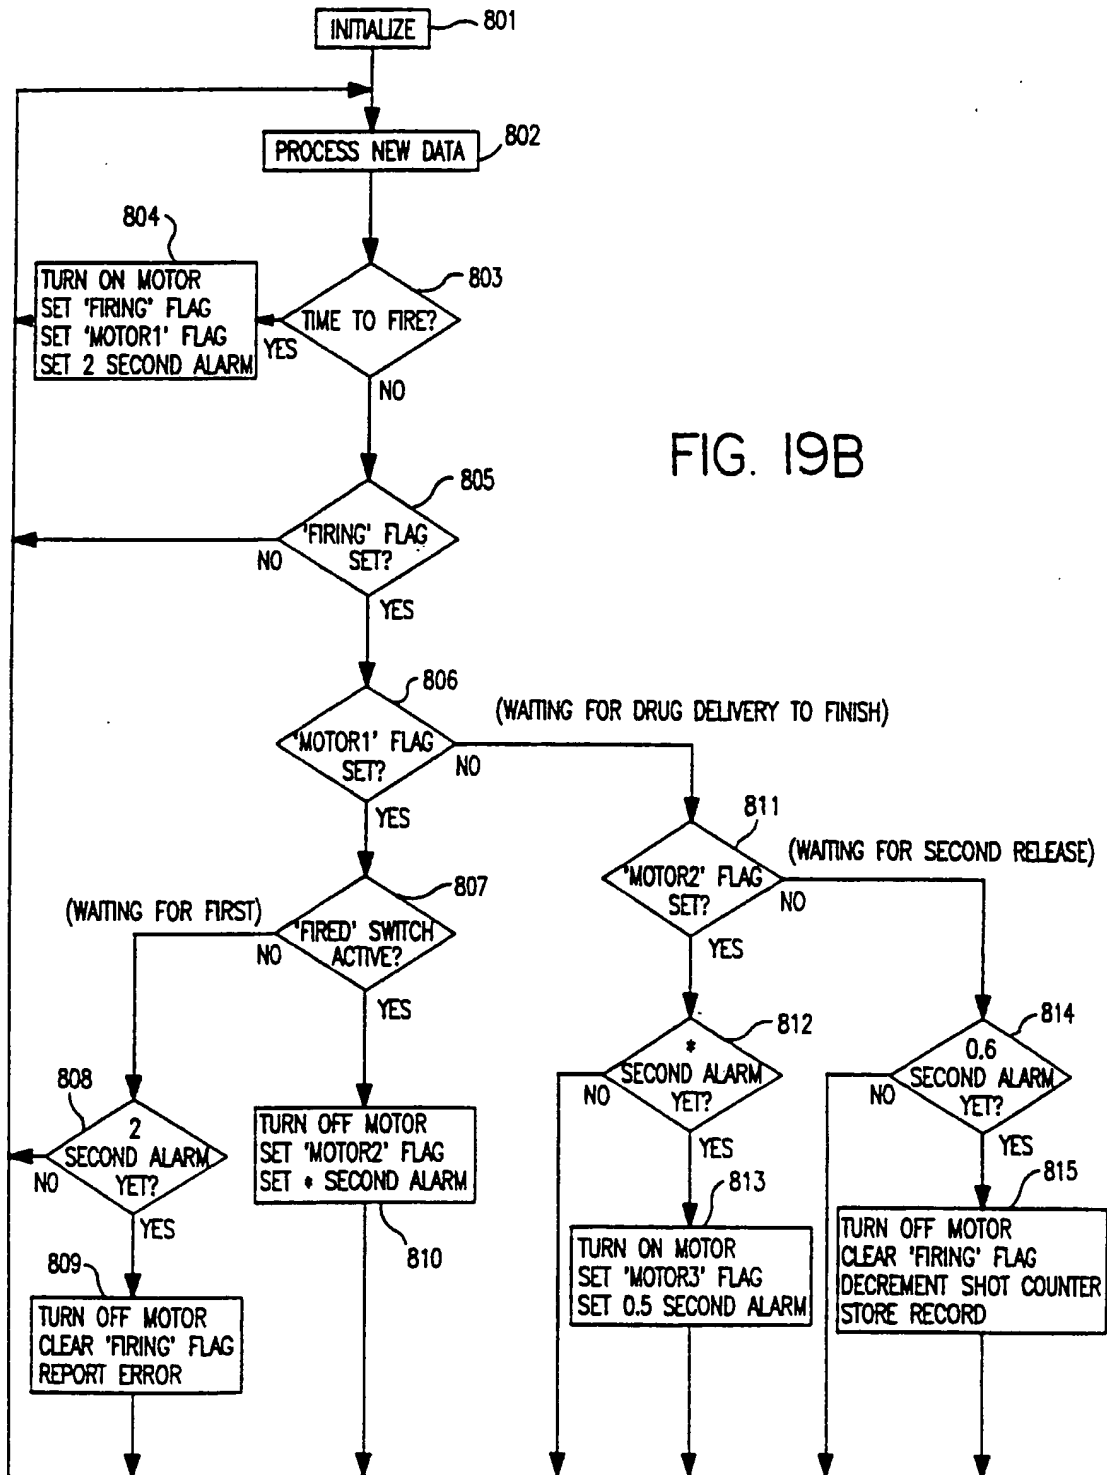 INITIALIZE
801
PROCESS NEW DATA
802
804
TURN ON MOTOR
SET 'FIRING' FLAG
SET 'MOTOR1' FLAG
SET 2 SECOND ALARM
803
TIME TO FIRE?
YES
NO
FIG. 19B
805
'FIRING' FLAG
SET?
NO
YES
806
'MOTOR1' FLAG
SET?
(WAITING FOR DRUG DELIVERY TO FINISH)
NO
YES
811
'MOTOR2' FLAG
SET?
(WAITING FOR SECOND RELEASE)
NO
YES
807
(WAITING FOR FIRST)
'FIRED' SWITCH
ACTIVE?
NO
YES
812
*
SECOND ALARM
YET?
NO
YES
814
0.6
SECOND ALARM
YET?
NO
YES
808
2
SECOND ALARM
YET?
NO
YES
TURN OFF MOTOR
SET 'MOTOR2' FLAG
SET * SECOND ALARM
810
813
TURN ON MOTOR
SET 'MOTOR3' FLAG
SET 0.5 SECOND ALARM
815
TURN OFF MOTOR
CLEAR 'FIRING' FLAG
DECREMENT SHOT COUNTER
STORE RECORD
809
TURN OFF MOTOR
CLEAR 'FIRING' FLAG
REPORT ERROR